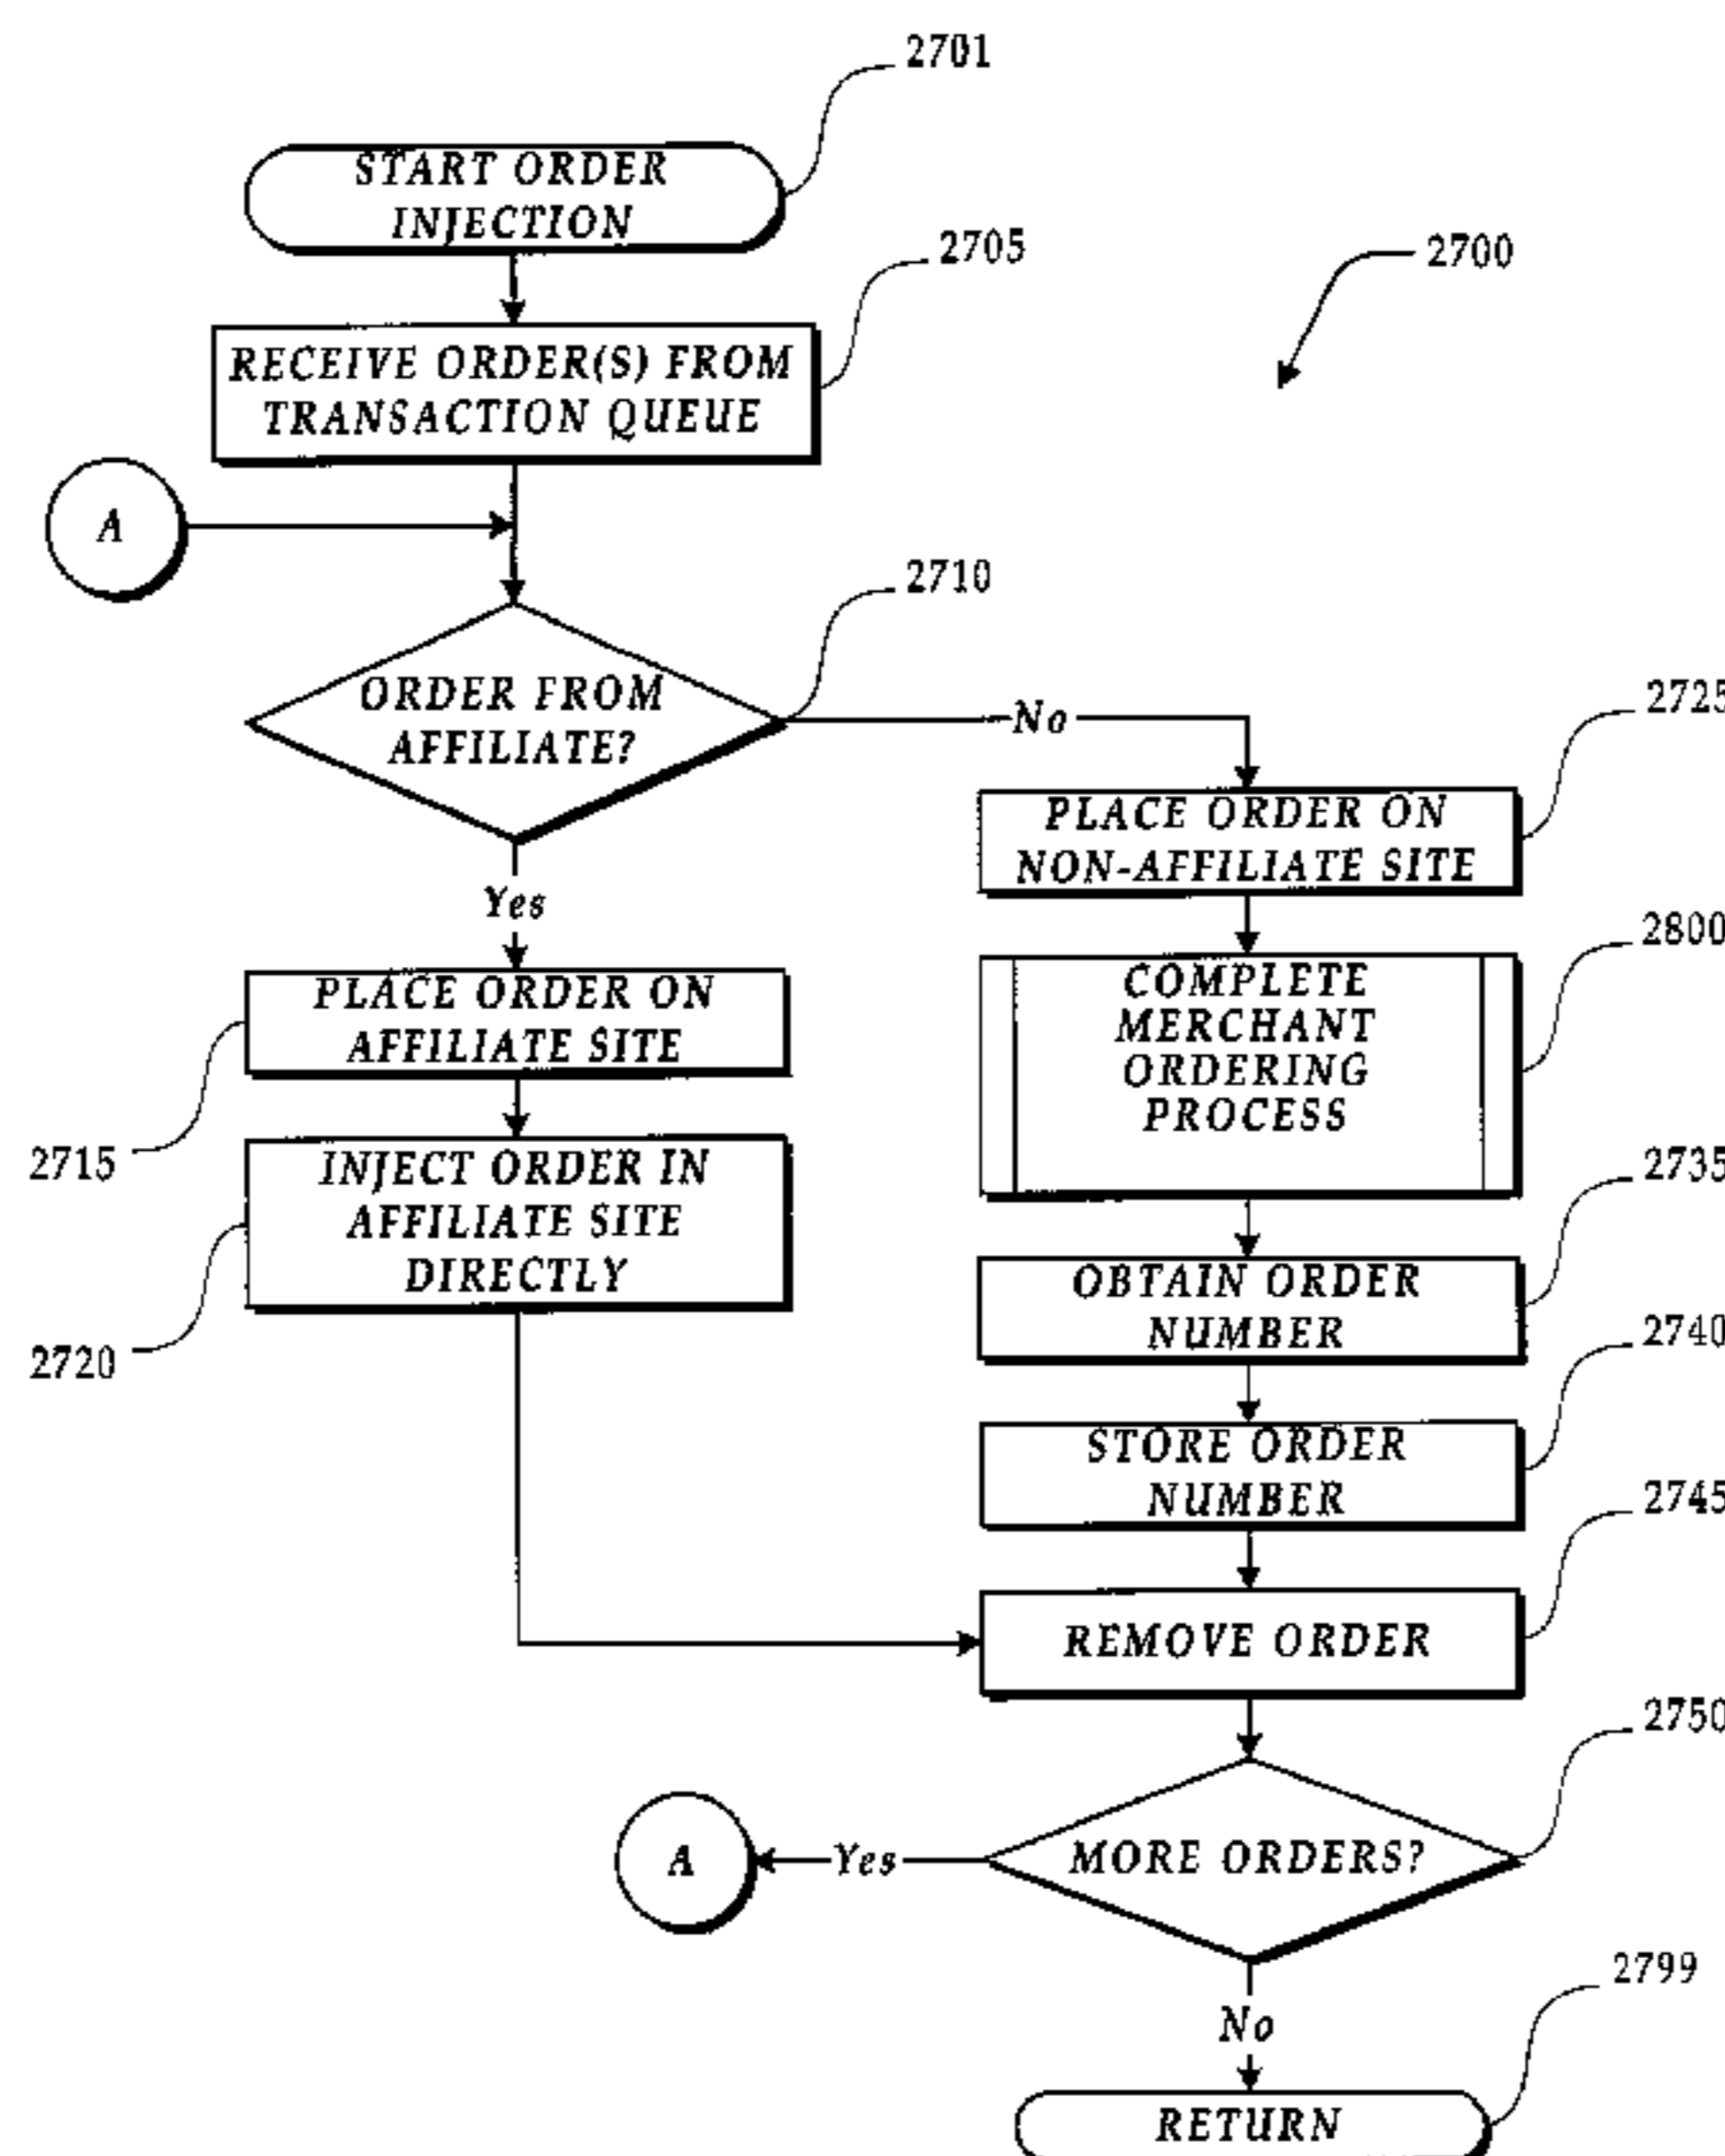 2701
START ORDER
INJECTION
2705
2700
RECEIVE ORDER(S) FROM
TRANSACTION QUEUE
A
2710
ORDER FROM
AFFILIATE?
No
2725
PLACE ORDER ON
NON-AFFILIATE SITE
Yes
2800
PLACE ORDER ON
AFFILIATE SITE
COMPLETE
MERCHANT
ORDERING
PROCESS
2715
INJECT ORDER IN
AFFILIATE SITE
DIRECTLY
2735
2720
OBTAIN ORDER
NUMBER
2740
STORE ORDER
NUMBER
2745
REMOVE ORDER
2750
A
Yes
MORE ORDERS?
2799
No
RETURN